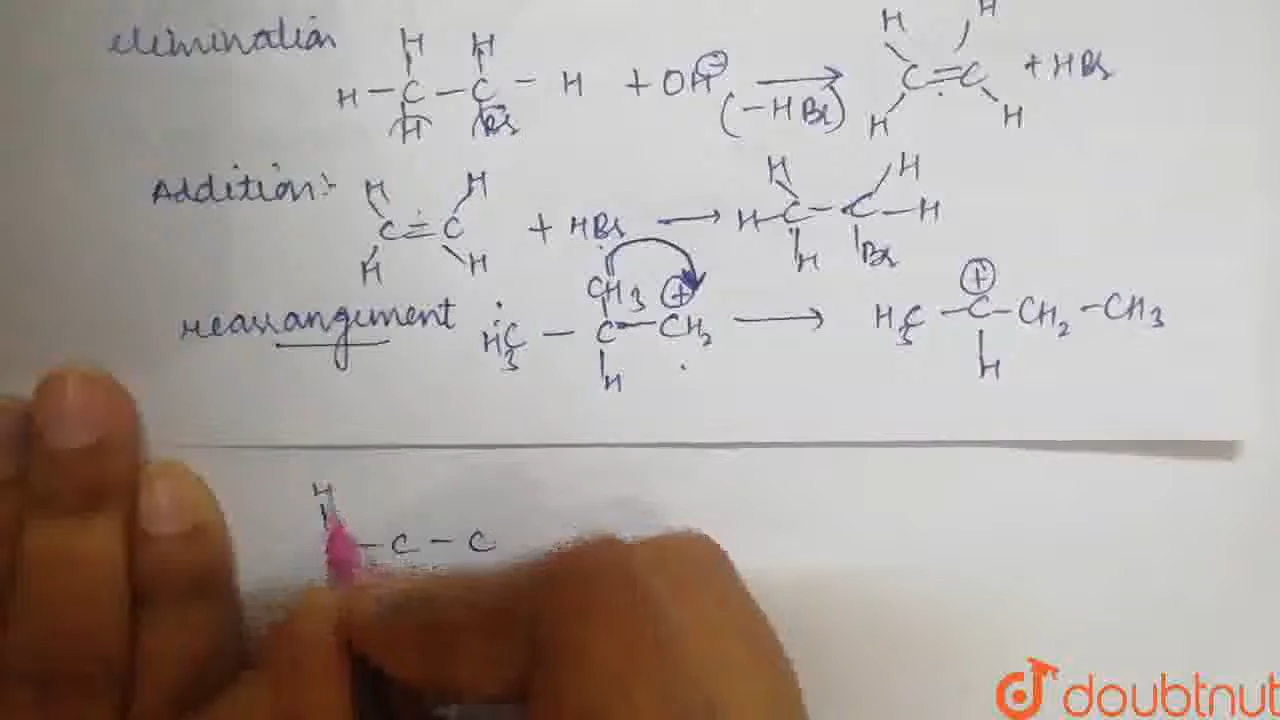 elimination
H H H H
H - C - C - H + OH⊖ ⟶ C = C + HBr
H Br (-HBr) H H
Addition:-
H H H H
C = C + HBr ⟶ H - C - C - H
H H H Br
CH3 ⊕ ⊕
rearrangement H3C - C - CH2 ⟶ H3C - C - CH2 - CH3
H H
H
- C - C
doubtnut